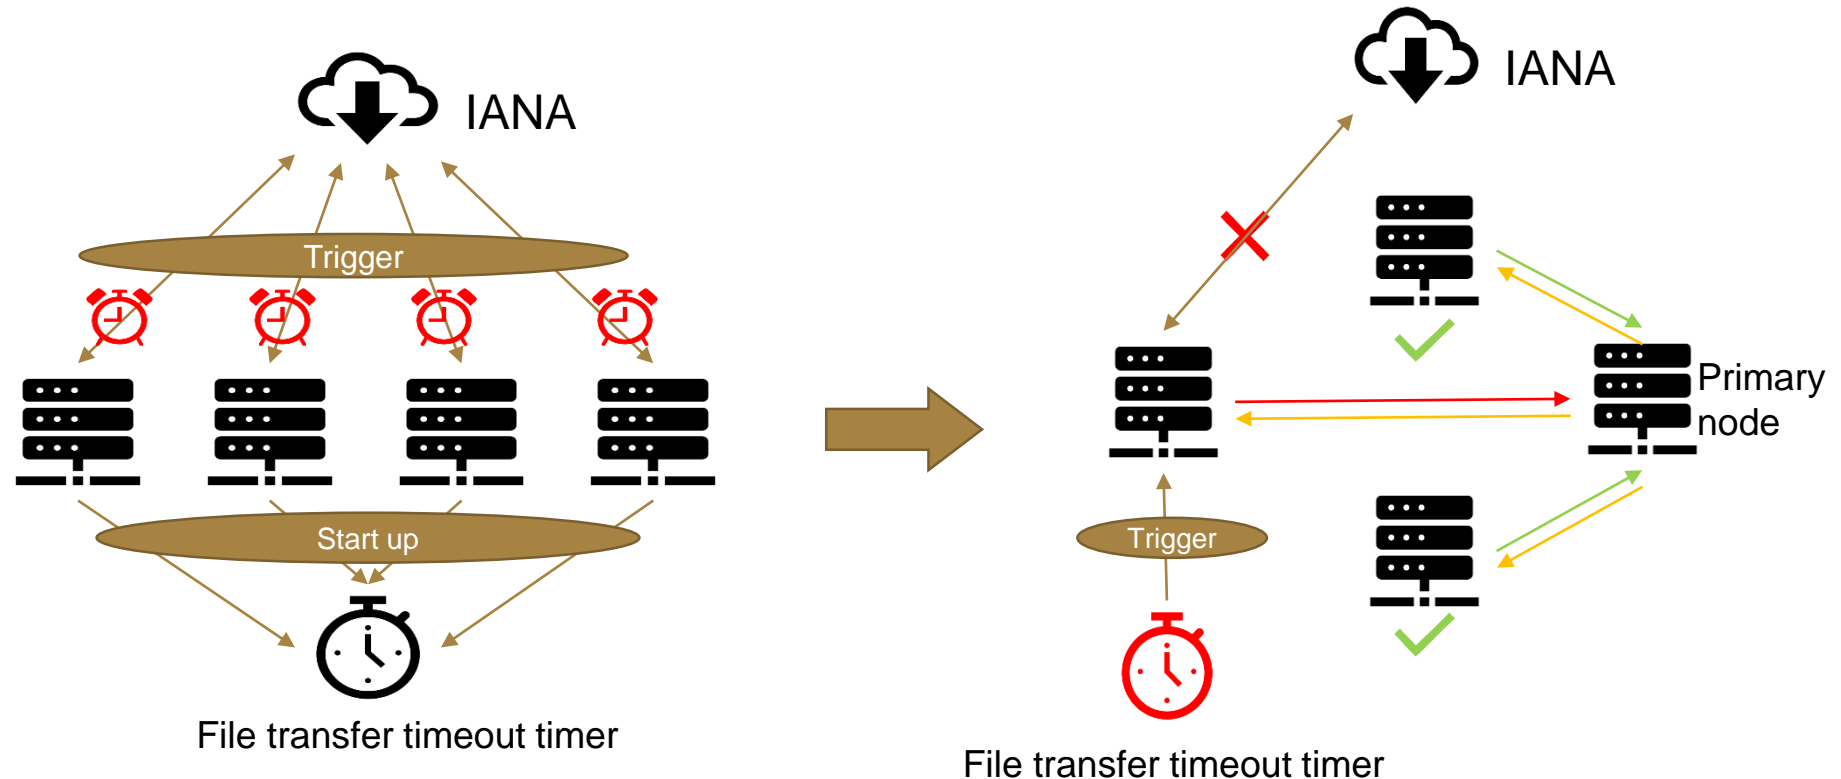 IANA
Trigger
Start up
File transfer timeout timer
IANA
Primary
node
Trigger
File transfer timeout timer